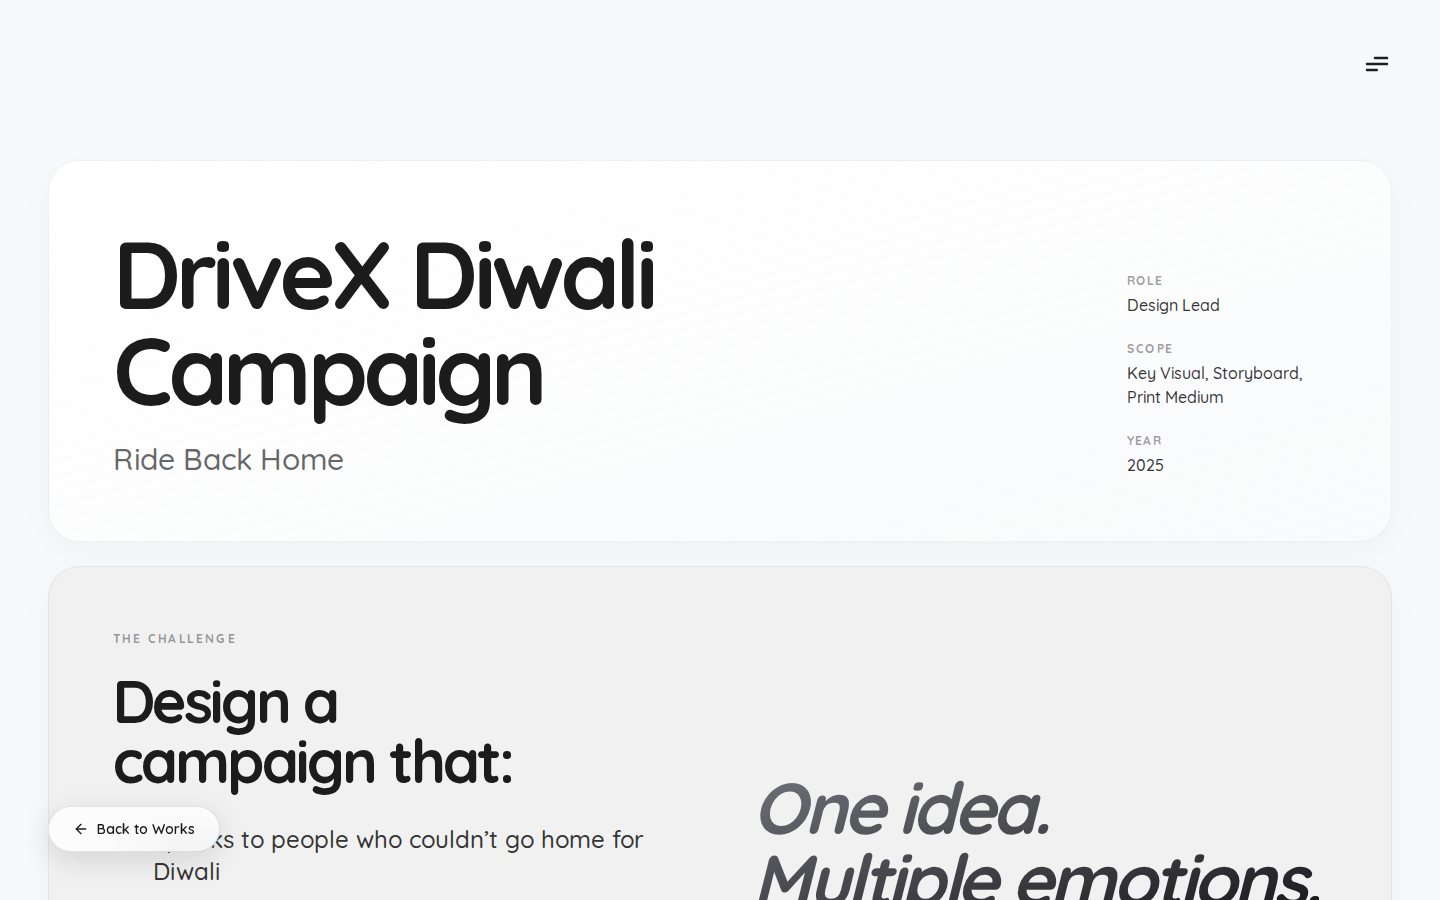 DriveX Diwali
Campaign
Ride Back Home
ROLE
Design Lead
SCOPE
Key Visual, Storyboard,
Print Medium
YEAR
2025
THE CHALLENGE
Design a
campaign that:
to people who couldn’t go home for
Diwali
One idea.
Multiple emotions.
Back to Works